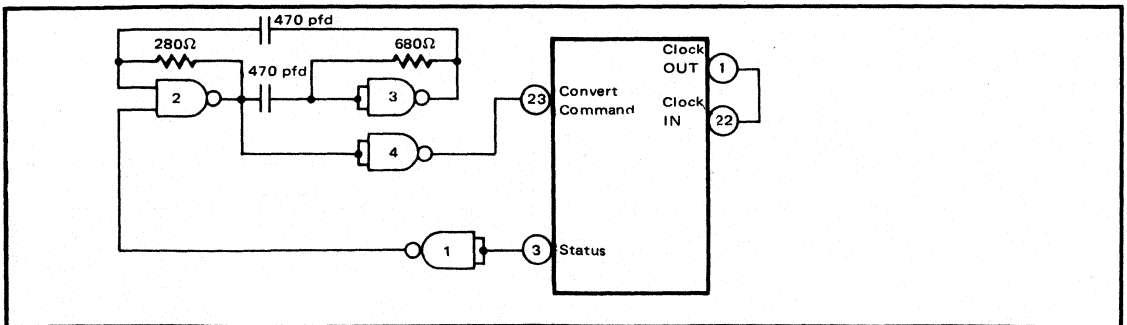 470 pfd
280Ω
680Ω
470 pfd
2
3
4
1
23
Convert
Command
3
Status
Clock
OUT
1
Clock
IN
22